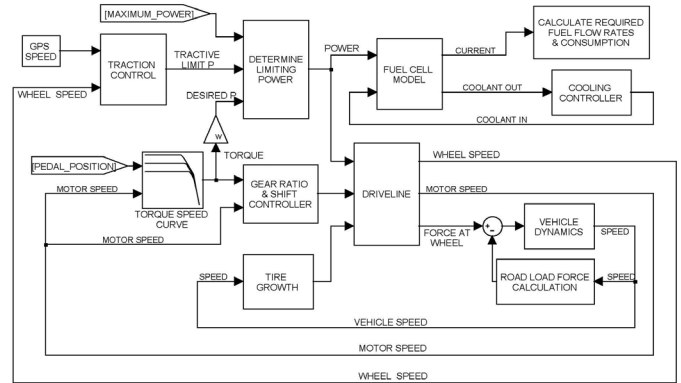 [MAXIMUM_POWER]
GPS
SPEED
TRACTION
CONTROL
TRACTIVE
LIMIT P
DETERMINE
LIMITING
POWER
POWER
FUEL CELL
MODEL
CURRENT
CALCULATE REQUIRED
FUEL FLOW RATES
& CONSUMPTION
COOLANT OUT
COOLING
CONTROLLER
COOLANT IN
WHEEL SPEED
DESIRED P
w
TORQUE
[PEDAL_POSITION]
MOTOR SPEED
TORQUE SPEED
CURVE
MOTOR SPEED
GEAR RATIO
& SHIFT
CONTROLLER
DRIVELINE
WHEEL SPEED
MOTOR SPEED
FORCE AT
WHEEL
+
-
VEHICLE
DYNAMICS
SPEED
ROAD LOAD FORCE
CALCULATION
SPEED
SPEED
TIRE
GROWTH
VEHICLE SPEED
MOTOR SPEED
WHEEL SPEED